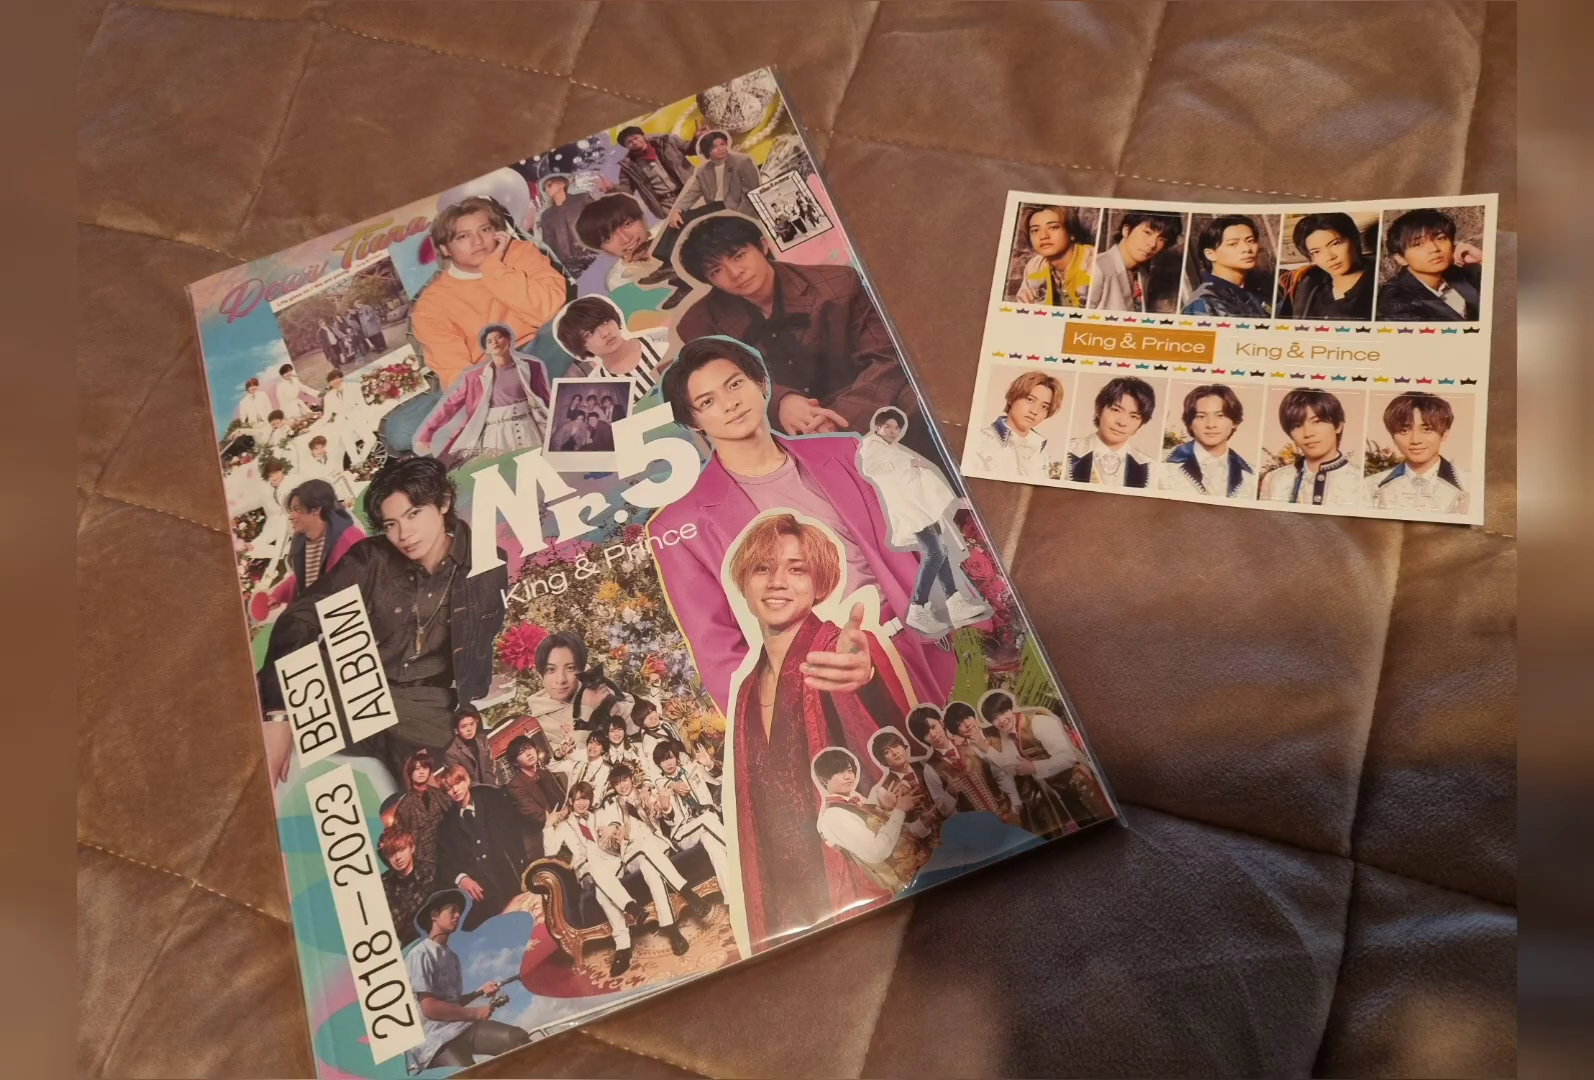 Dear Tiara
Mr.5
King & Prince
BEST
ALBUM
2018-2023
King & Prince
King & Prince